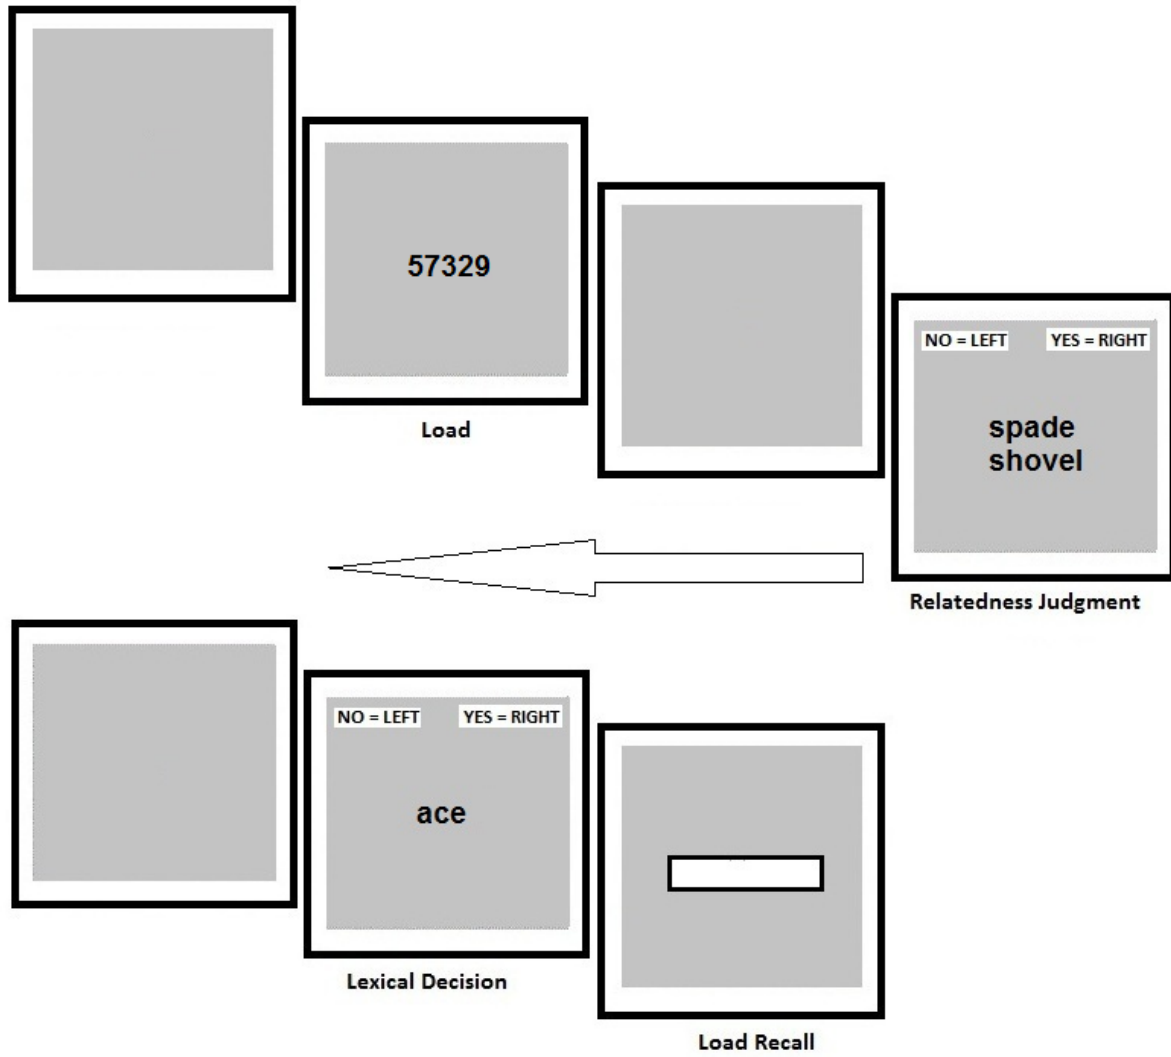 57329
Load
NO = LEFT YES = RIGHT
spade
shovel
Relatedness Judgment
NO = LEFT YES = RIGHT
ace
Lexical Decision
Load Recall